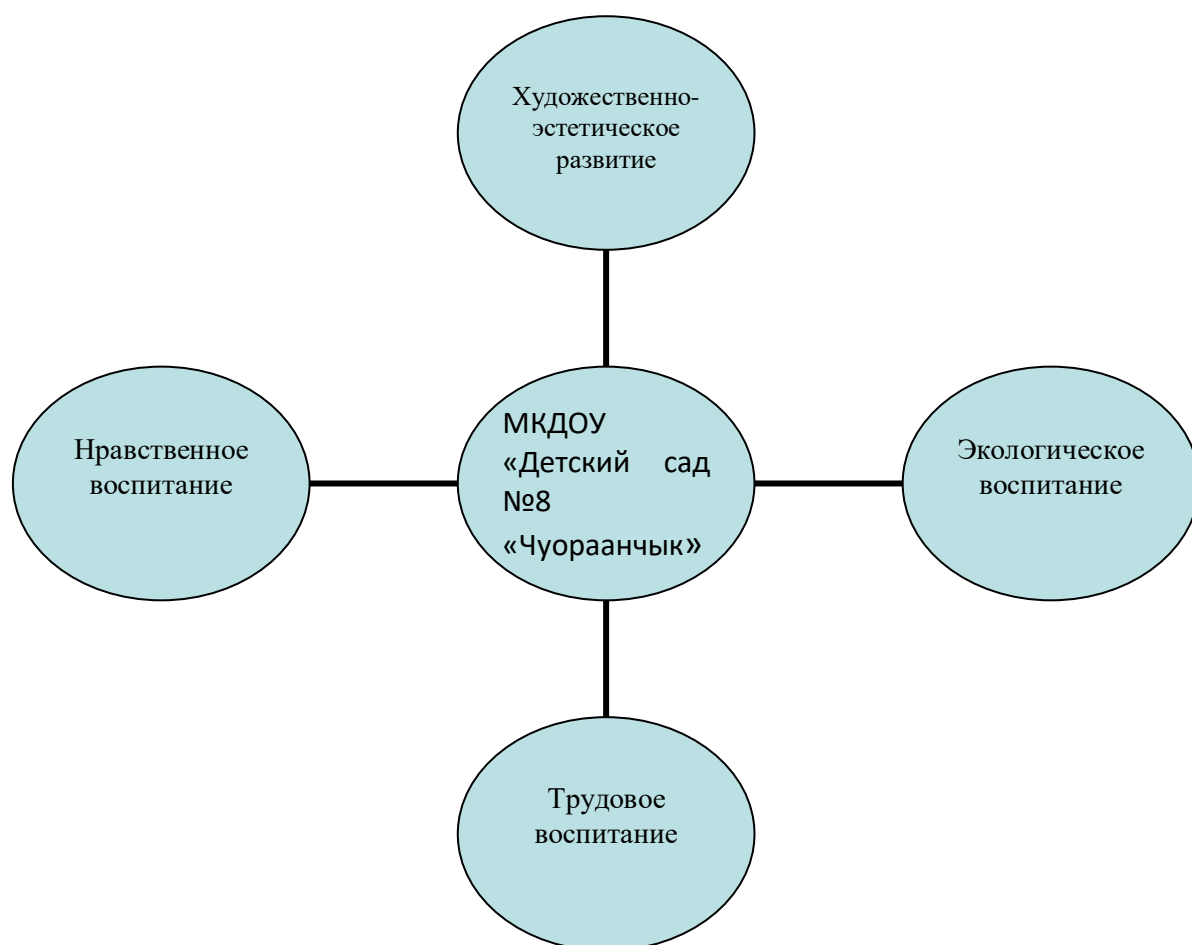 Художественно-
эстетическое
развитие
Нравственное
воспитание
МКДОУ
«Детский сад
№8
«Чуораанчык»
Экологическое
воспитание
Трудовое
воспитание